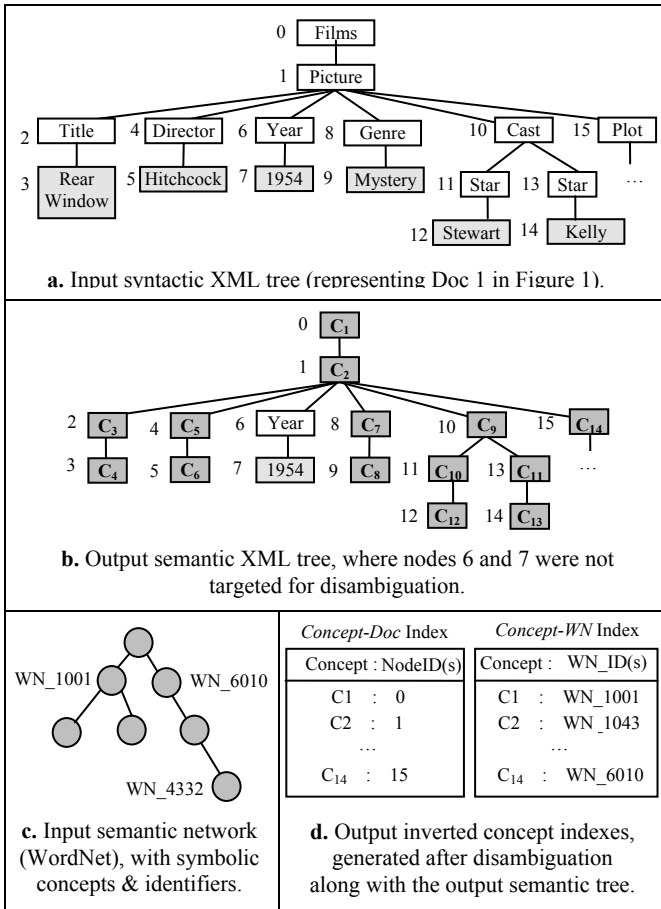 0 Films
1 Picture
2 Title 4 Director 6 Year 8 Genre 10 Cast 15 Plot
3 Rear Window 5 Hitchcock 7 1954 9 Mystery 11 Star 13 Star …
12 Stewart 14 Kelly
a. Input syntactic XML tree (representing Doc 1 in Figure 1).
0 C1
1 C2
2 C3 4 C5 6 Year 8 C7 10 C9 15 C14
3 C4 5 C6 7 1954 9 C8 11 C10 13 C11 …
12 C12 14 C13
b. Output semantic XML tree, where nodes 6 and 7 were not
targeted for disambiguation.
WN_1001
WN_6010
WN_4332
c. Input semantic network
(WordNet), with symbolic
concepts & identifiers.
Concept-Doc Index
Concept : NodeID(s)
C1 : 0
C2 : 1
…
C14 : 15
Concept-WN Index
Concept : WN_ID(s)
C1 : WN_1001
C2 : WN_1043
…
C14 : WN_6010
d. Output inverted concept indexes,
generated after disambiguation
along with the output semantic tree.